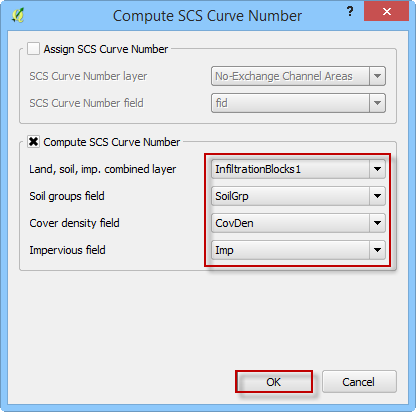 Compute SCS Curve Number
?
Assign SCS Curve Number
SCS Curve Number layer No-Exchange Channel Areas
SCS Curve Number field fid
Compute SCS Curve Number
Land, soil, imp. combined layer InfiltrationBlocks1
Soil groups field SoilGrp
Cover density field CovDen
Impervious field Imp
OK Cancel